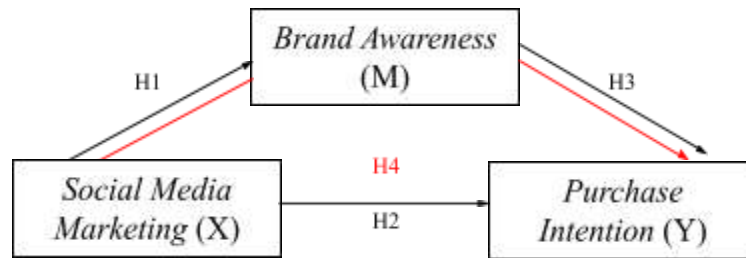 Brand Awareness
(M)
H1
H3
H4
Social Media
Marketing (X)
H2
Purchase
Intention (Y)